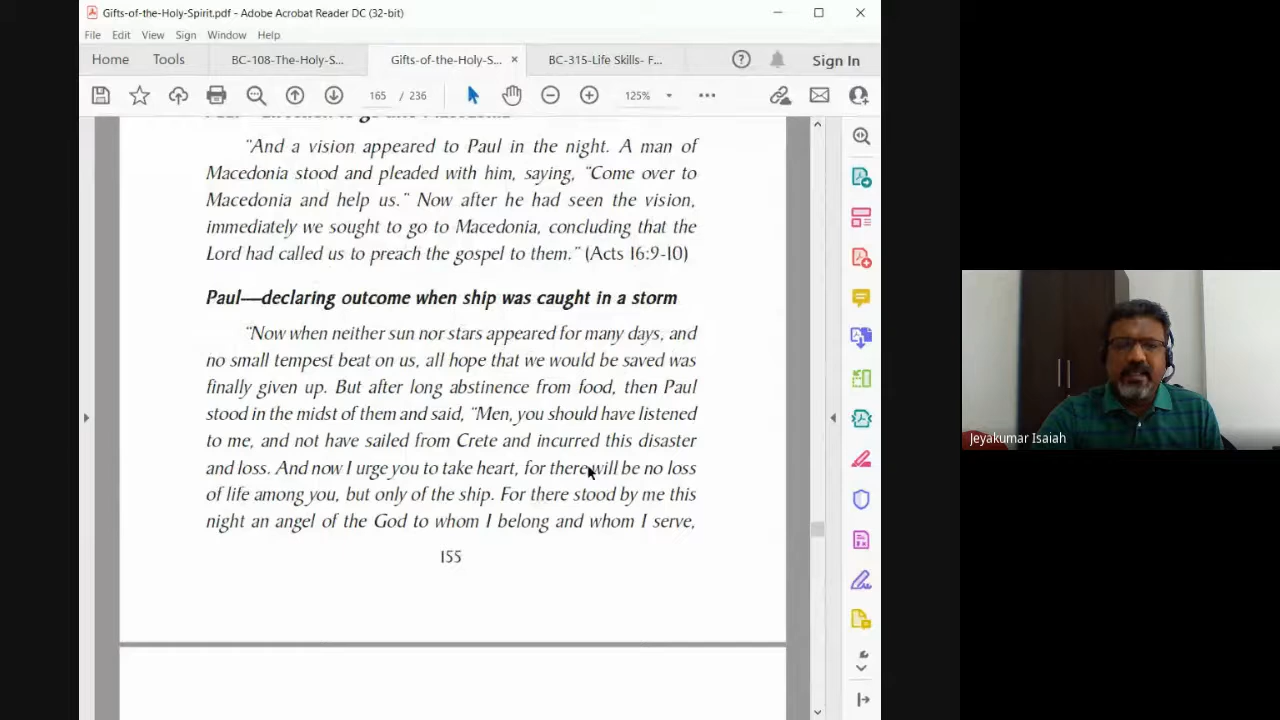 Gifts-of-the-Holy-Spirit.pdf - Adobe Acrobat Reader DC (32-bit)
File Edit View Sign Window Help
Home Tools BC-108-The-Holy-S... Gifts-of-the-Holy-S... × BC-315-Life Skills- F... Sign In
165 / 236 125%
"And a vision appeared to Paul in the night. A man of
Macedonia stood and pleaded with him, saying, "Come over to
Macedonia and help us." Now after he had seen the vision,
immediately we sought to go to Macedonia, concluding that the
Lord had called us to preach the gospel to them." (Acts 16:9-10)
Paul—declaring outcome when ship was caught in a storm
"Now when neither sun nor stars appeared for many days, and
no small tempest beat on us, all hope that we would be saved was
finally given up. But after long abstinence from food, then Paul
stood in the midst of them and said, "Men, you should have listened
to me, and not have sailed from Crete and incurred this disaster
and loss. And now I urge you to take heart, for there will be no loss
of life among you, but only of the ship. For there stood by me this
night an angel of the God to whom I belong and whom I serve,
155
Jeyakumar Isaiah